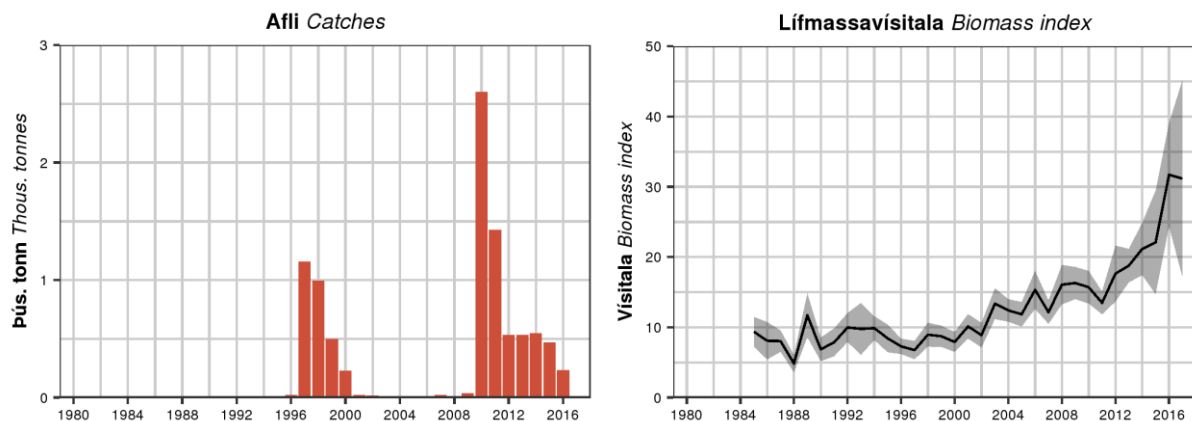 Afli Catches
Þús. tonn Thous. tonnes
3
2
1
0
1980 1984 1988 1992 1996 2000 2004 2008 2012 2016
Lífmassavísitala Biomass index
Vísitala Biomass index
50
40
30
20
10
0
1980 1984 1988 1992 1996 2000 2004 2008 2012 2016